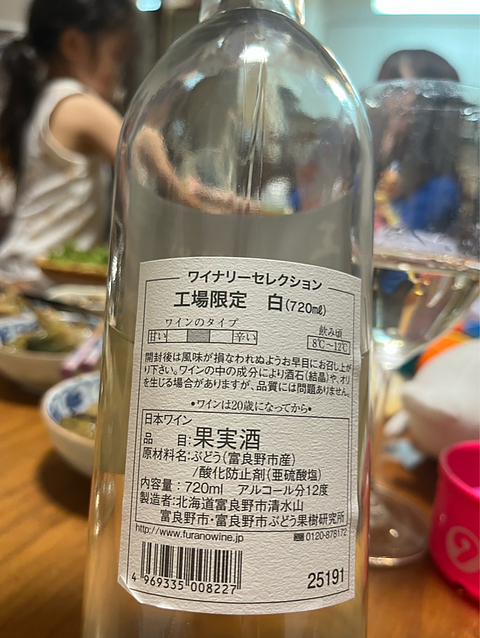 ワイナリーセレクション
工場限定 白(720㎖)
ワインのタイプ
甘い 辛い
飲み頃
8℃〜12℃
開封後は風味が損なわれぬようお早目にお召し上が
り下さい。ワインの中の成分により酒石(結晶)や、オリ
を生じる場合がありますが、品質には問題ありません。
•ワインは20歳になってから•
日本ワイン
品 目:果実酒
原材料名:ぶどう(富良野市産)
/酸化防止剤(亜硫酸塩)
内容量:720ml アルコール分12度
製造者:北海道富良野市清水山
富良野市・富良野市ぶどう果樹研究所
http://www.furanowine.jp 0120-878172
4 969335 008227
25191